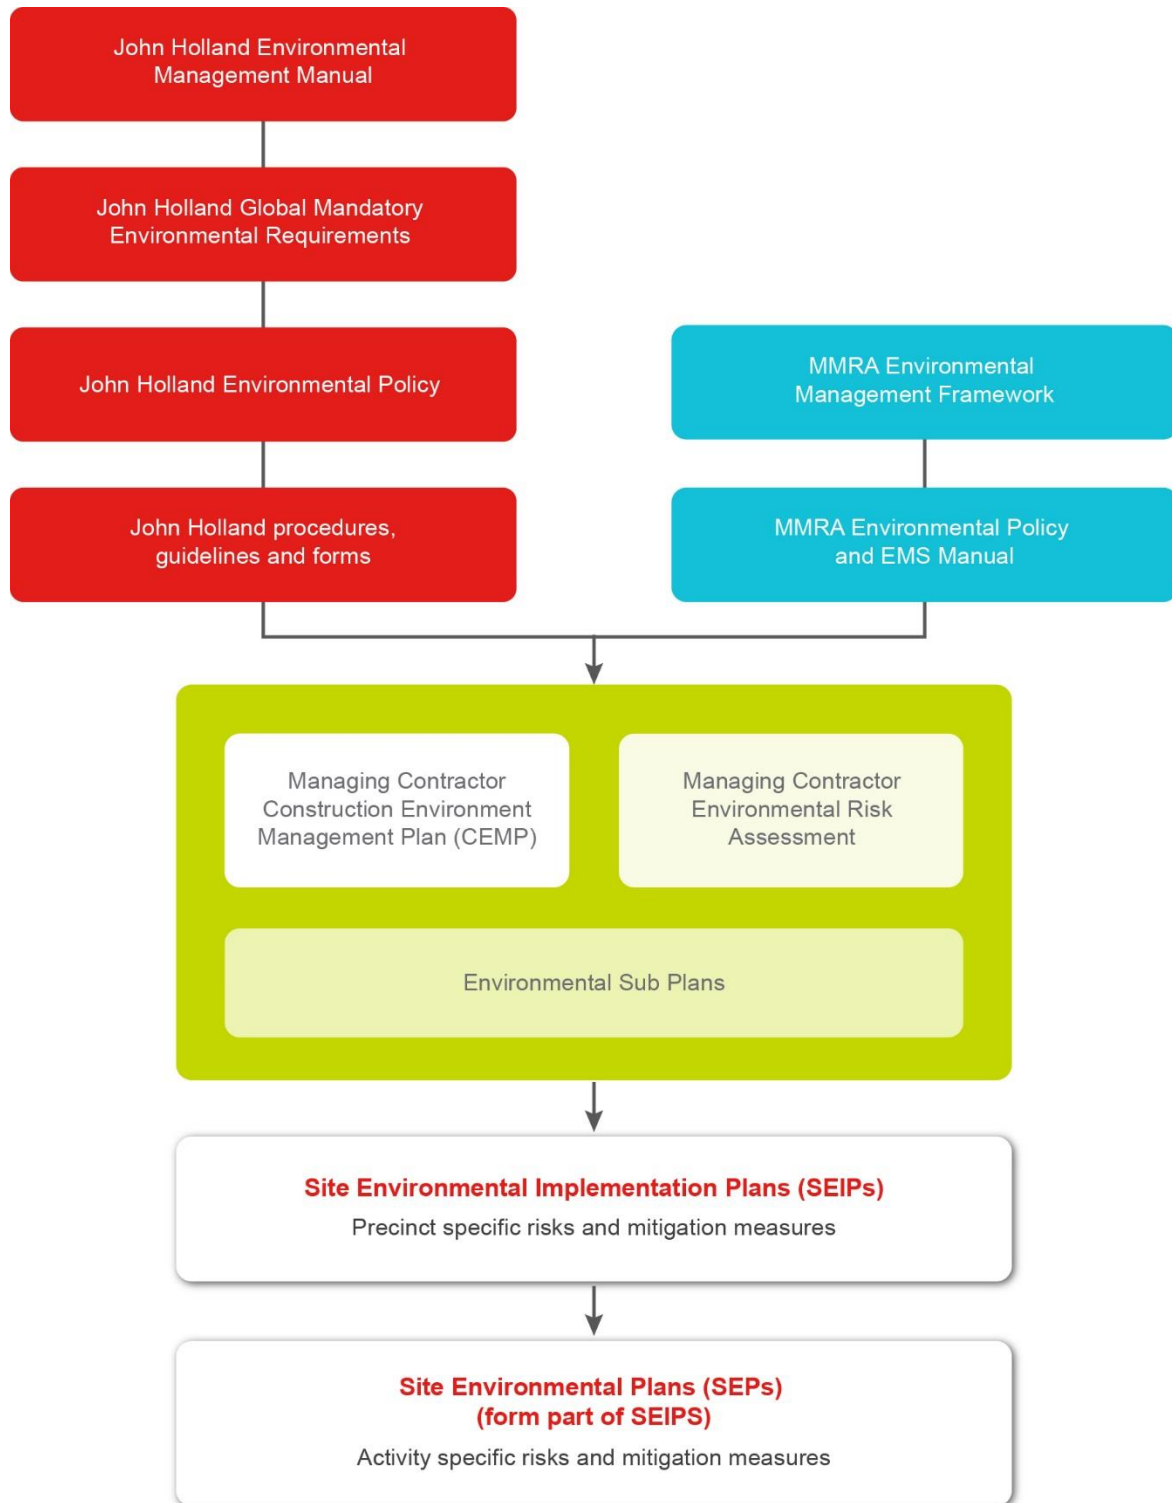 John Holland Environmental
Management Manual
John Holland Global Mandatory
Environmental Requirements
John Holland Environmental Policy
John Holland procedures,
guidelines and forms
MMRA Environmental
Management Framework
MMRA Environmental Policy
and EMS Manual
Managing Contractor
Construction Environment
Management Plan (CEMP)
Managing Contractor
Environmental Risk
Assessment
Environmental Sub Plans
Site Environmental Implementation Plans (SEIPs)
Precinct specific risks and mitigation measures
Site Environmental Plans (SEPs)
(form part of SEIPS)
Activity specific risks and mitigation measures